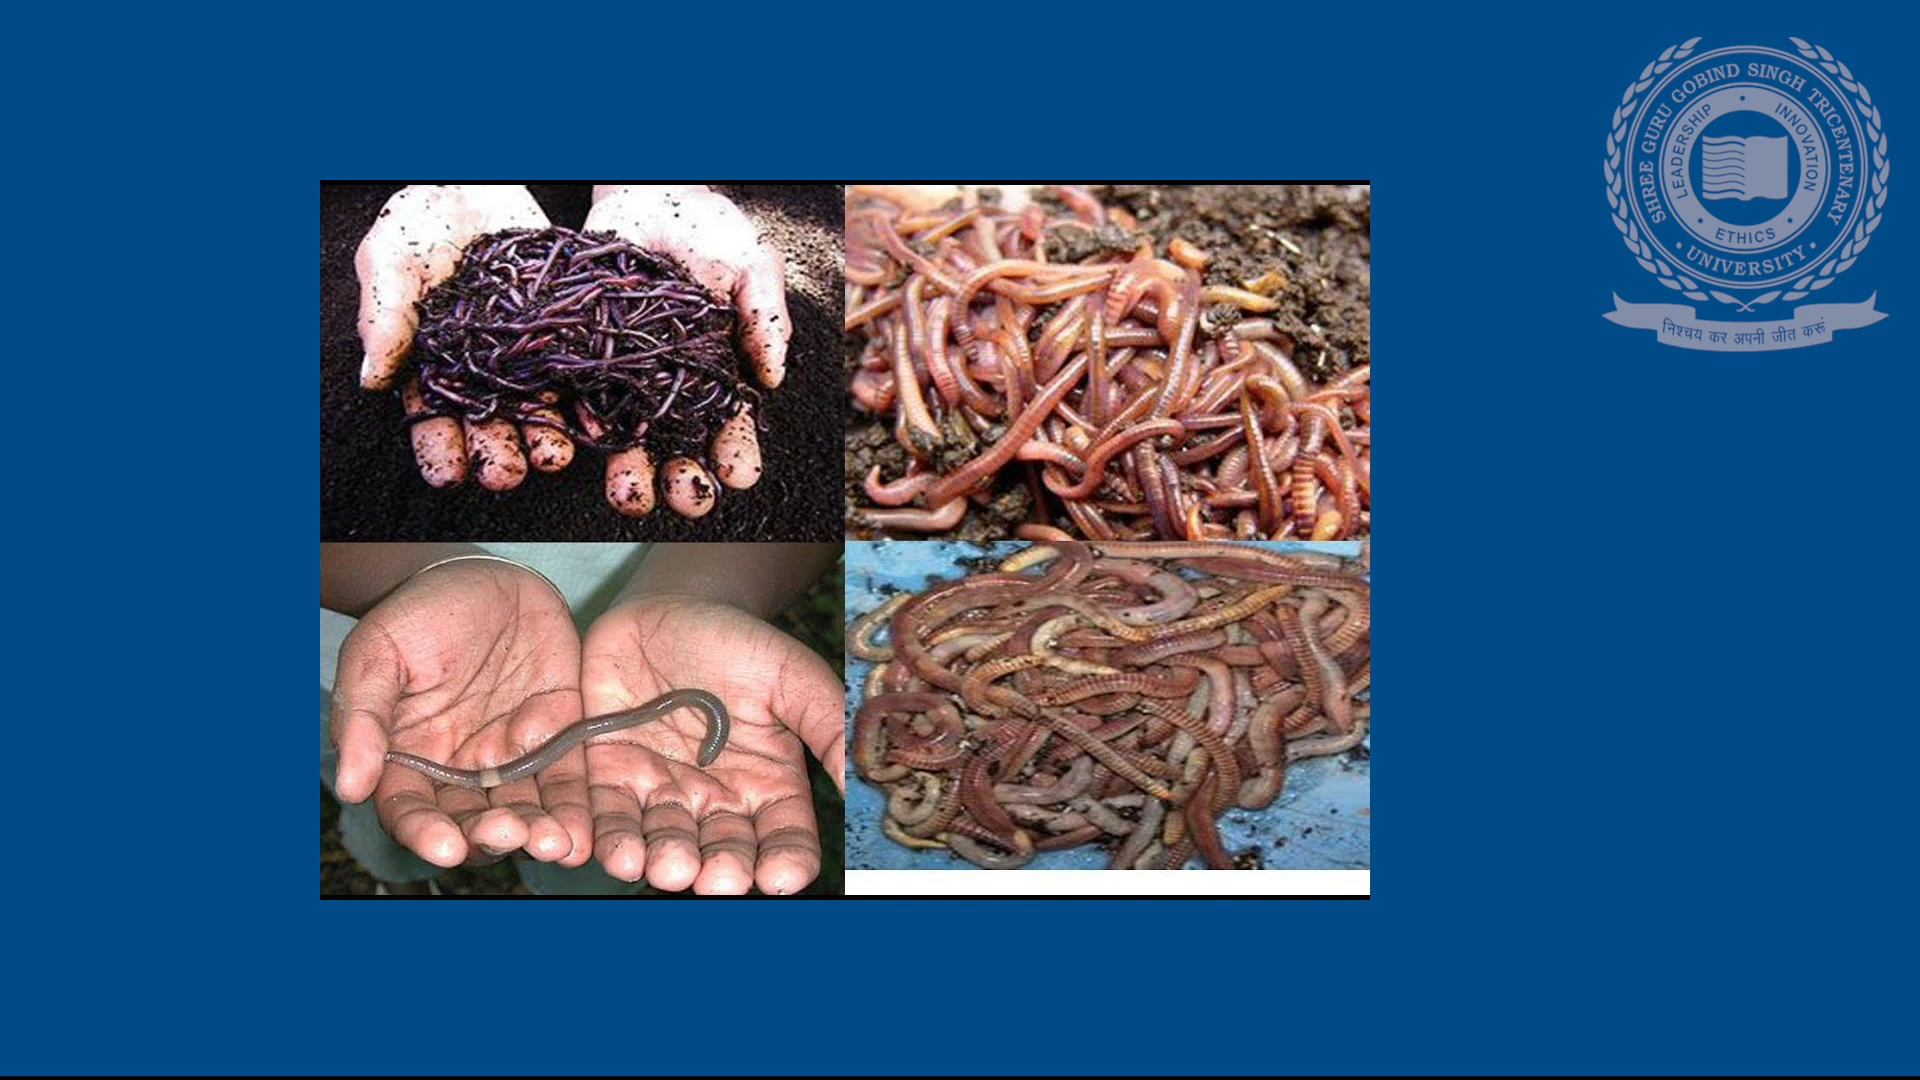 SHREE GURU GOBIND SINGH TRICENTENARY
UNIVERSITY
LEADERSHIP
INNOVATION
ETHICS
निश्चय कर अपनी जीत करूं